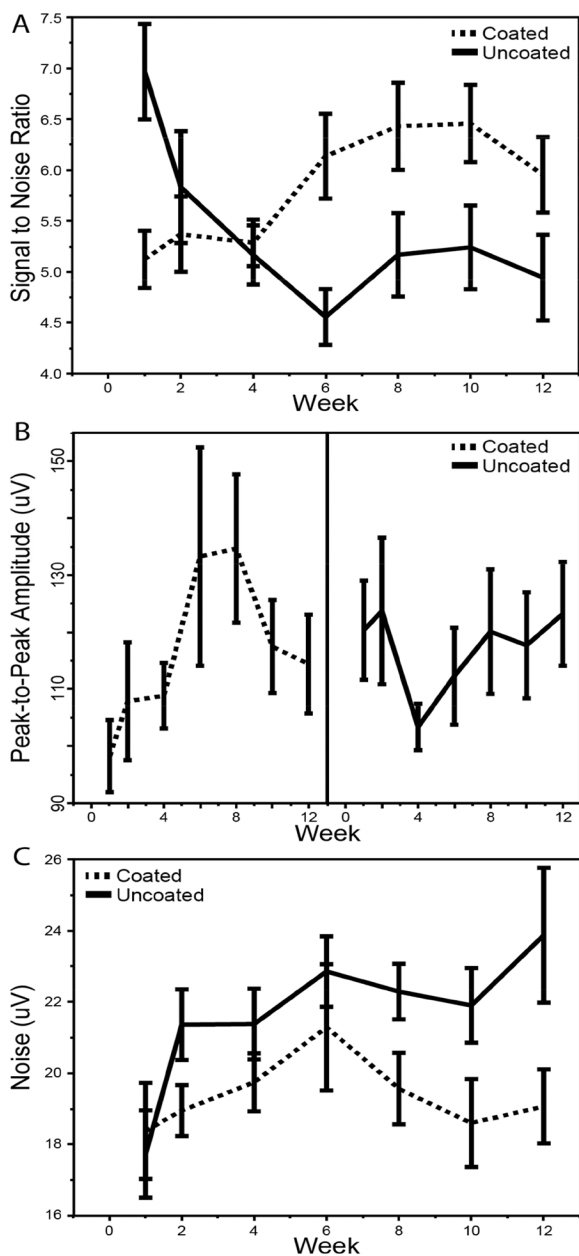 A
Signal to Noise Ratio
7.5
7.0
6.5
6.0
5.5
5.0
4.5
4.0
Coated
Uncoated
0 2 4 6 8 10 12
Week
B
Peak-to-Peak Amplitude (uV)
150
130
110
90
Coated
Uncoated
0 4 8 12 0 4 8 12
Week
C
Noise (uV)
26
24
22
20
18
16
Coated
Uncoated
0 2 4 6 8 10 12
Week